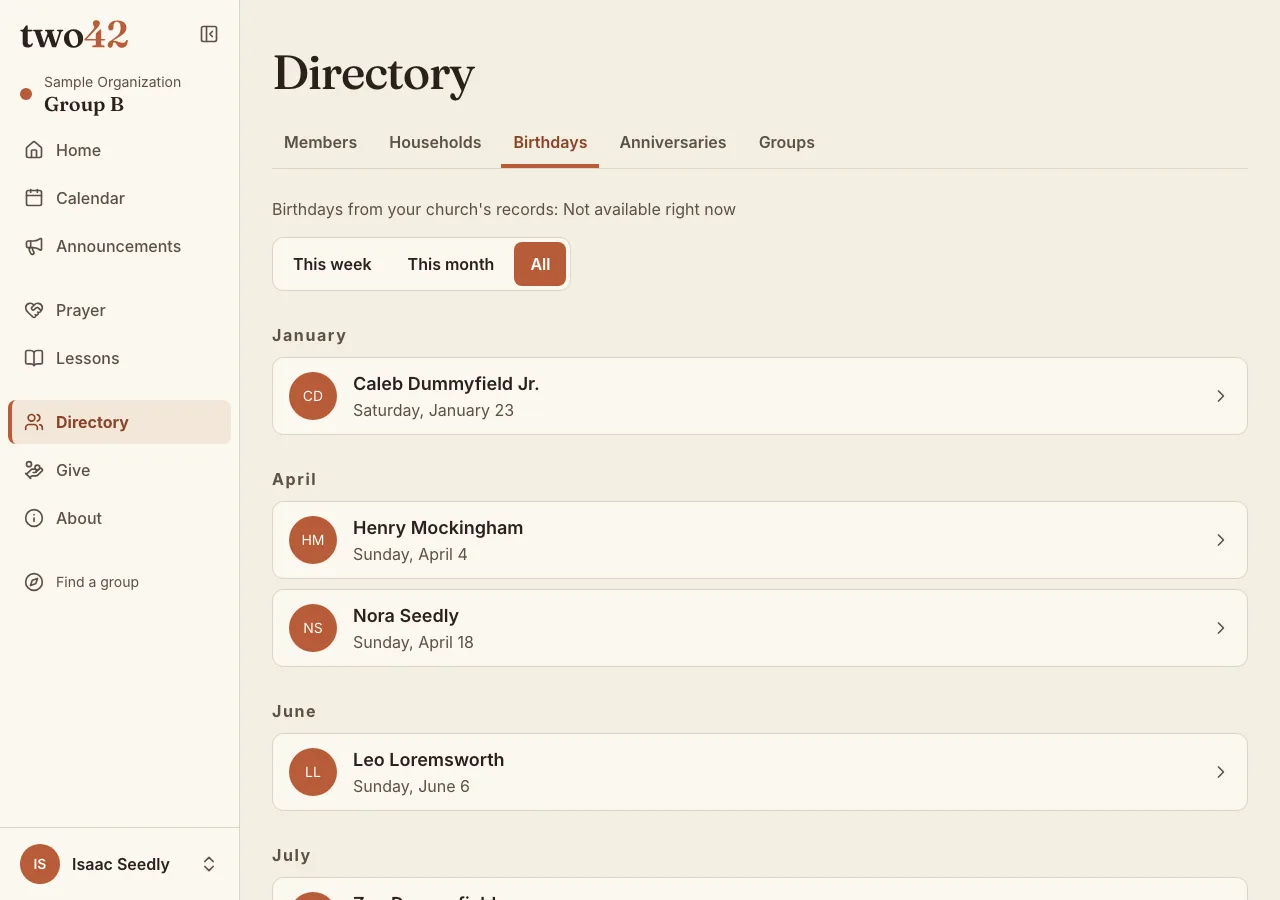 two42
Sample Organization
Group B
Home
Calendar
Announcements
Prayer
Lessons
Directory
Give
About
Find a group
IS
Isaac Seedly
Directory
Members
Households
Birthdays
Anniversaries
Groups
Birthdays from your church's records: Not available right now
This week
This month
All
January
CD
Caleb Dummyfield Jr.
Saturday, January 23
April
HM
Henry Mockingham
Sunday, April 4
NS
Nora Seedly
Sunday, April 18
June
LL
Leo Loremsworth
Sunday, June 6
July